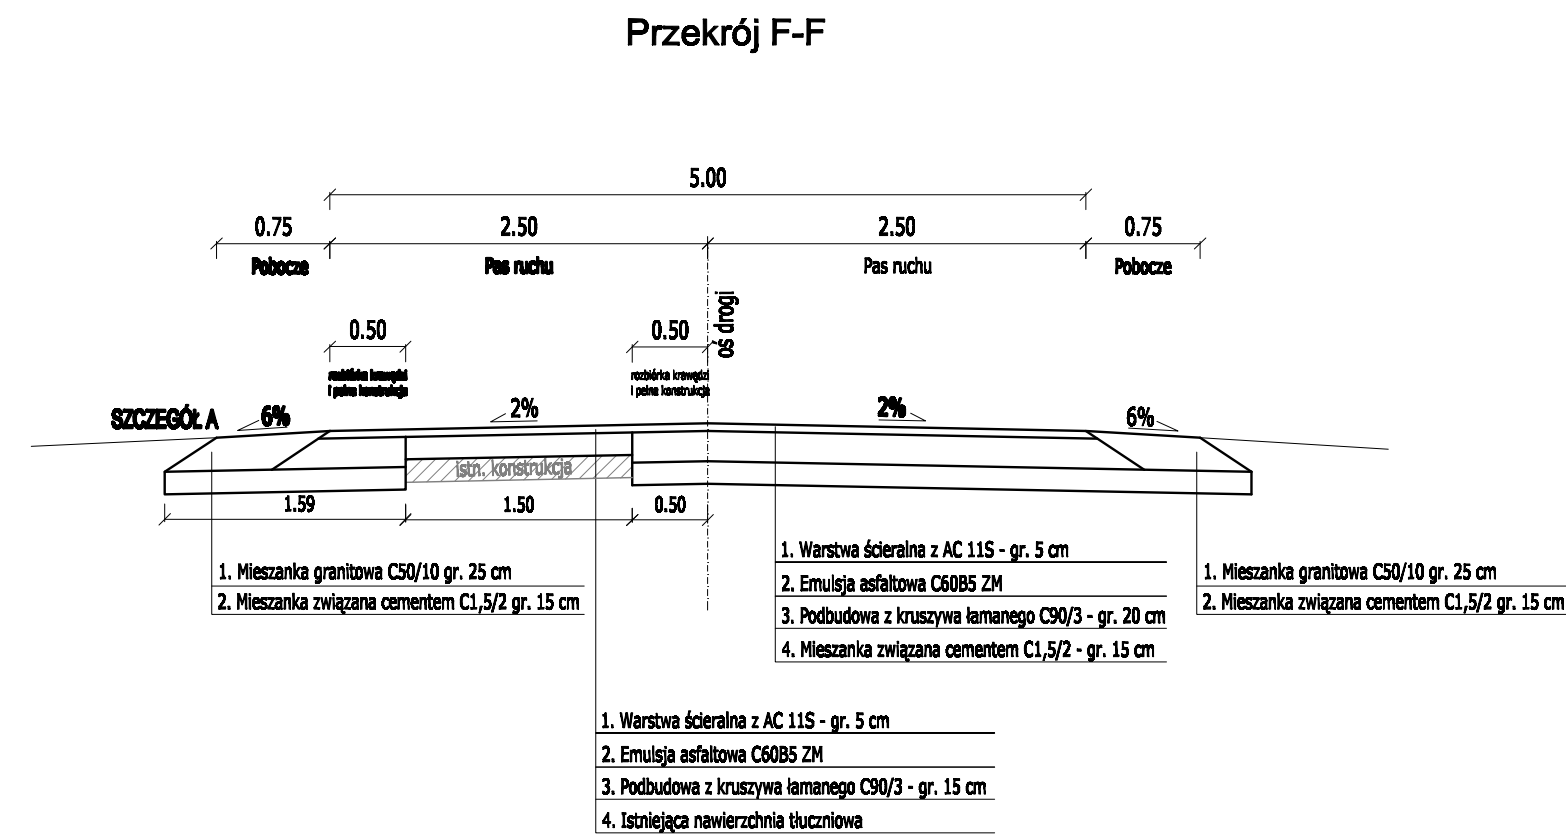 Przekrój F-F
5.00
0.75
2.50
2.50
0.75
Pobocze
Pas ruchu
Pas ruchu
Pobocze
oś drogi
0.50
0.50
rozbiórka krawędzi
i pełna konstrukcja
rozbiórka krawędzi
i pełna konstrukcja
SZCZEGÓŁ A
6%
2%
2%
6%
istn. konstrukcja
1.59
1.50
0.50
1. Mieszanka granitowa C50/10 gr. 25 cm
2. Mieszanka związana cementem C1,5/2 gr. 15 cm
1. Warstwa ścieralna z AC 11S - gr. 5 cm
2. Emulsja asfaltowa C60B5 ZM
3. Podbudowa z kruszywa łamanego C90/3 - gr. 20 cm
4. Mieszanka związana cementem C1,5/2 - gr. 15 cm
1. Mieszanka granitowa C50/10 gr. 25 cm
2. Mieszanka związana cementem C1,5/2 gr. 15 cm
1. Warstwa ścieralna z AC 11S - gr. 5 cm
2. Emulsja asfaltowa C60B5 ZM
3. Podbudowa z kruszywa łamanego C90/3 - gr. 15 cm
4. Istniejąca nawierzchnia tłuczniowa